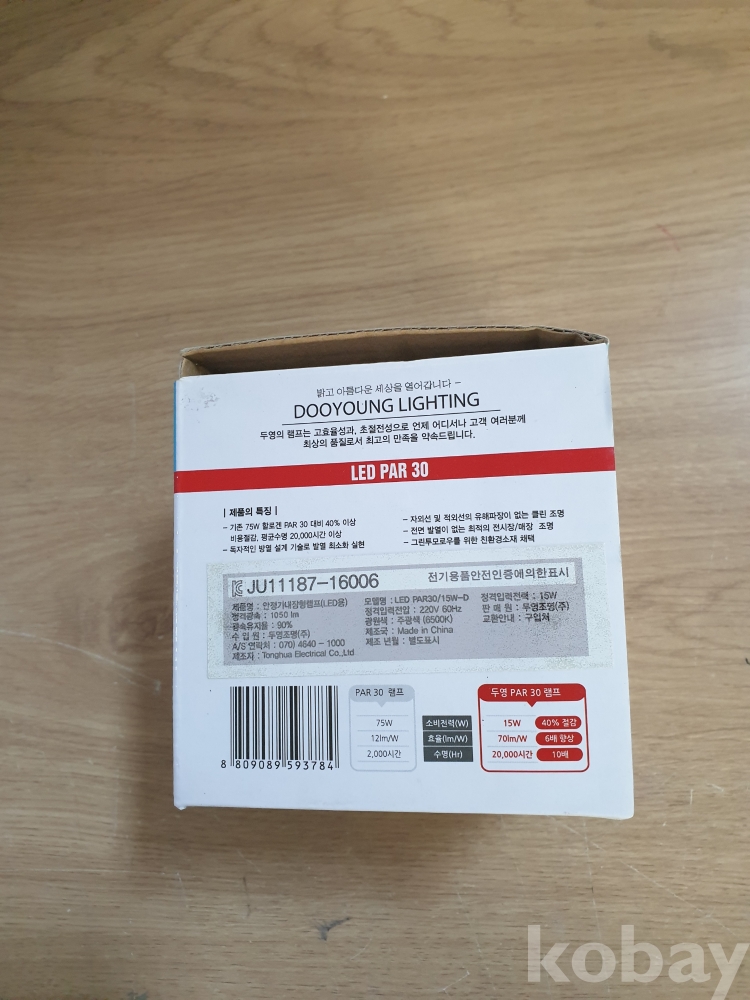 밝고 아름다운 세상을 열어갑니다 -
DOOYOUNG LIGHTING
두영의 램프는 고효율성과, 초절전성으로 언제 어디서나 고객 여러분께
최상의 품질로서 최고의 만족을 약속드립니다.
LED PAR 30
| 제품의 특징 |
- 기존 75W 할로겐 PAR 30 대비 40% 이상
비용절감, 평균수명 20,000시간 이상
- 독자적인 방열 설계 기술로 발열 최소화 실현
- 자외선 및 적외선의 유해파장이 없는 클린 조명
- 전면 발열이 없는 최적의 전시장/매장 조명
- 그린투모로우를 위한 친환경소재 채택
JU11187-16006
전기용품안전인증에의한표시
제품명 : 안정기내장형램프(LED용)
정격광속 : 1050 lm
광속유지율 : 90%
수 입 원 : 두영조명(주)
A/S 연락처 : 070) 4640 - 1000
제조자 : Tonghua Electrical Co.,Ltd
모델명 : LED PAR30/15W-D
정격입력전압 : 220V 60Hz
광원색 : 주광색 (6500K)
제조국 : Made in China
제조 년월 : 별도표시
정격입력전력 : 15W
판 매 원 : 두영조명(주)
교환안내 : 구입처
8 809089 593784
PAR 30 램프
75W
12lm/W
2,000시간
소비전력(W)
효율(lm/W)
수명(Hr)
두영 PAR 30 램프
15W 40% 절감
70lm/W 6배 향상
20,000시간 10배
kobay